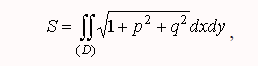 S = ∬_{(D)} √(1 + p² + q²) dxdy ,